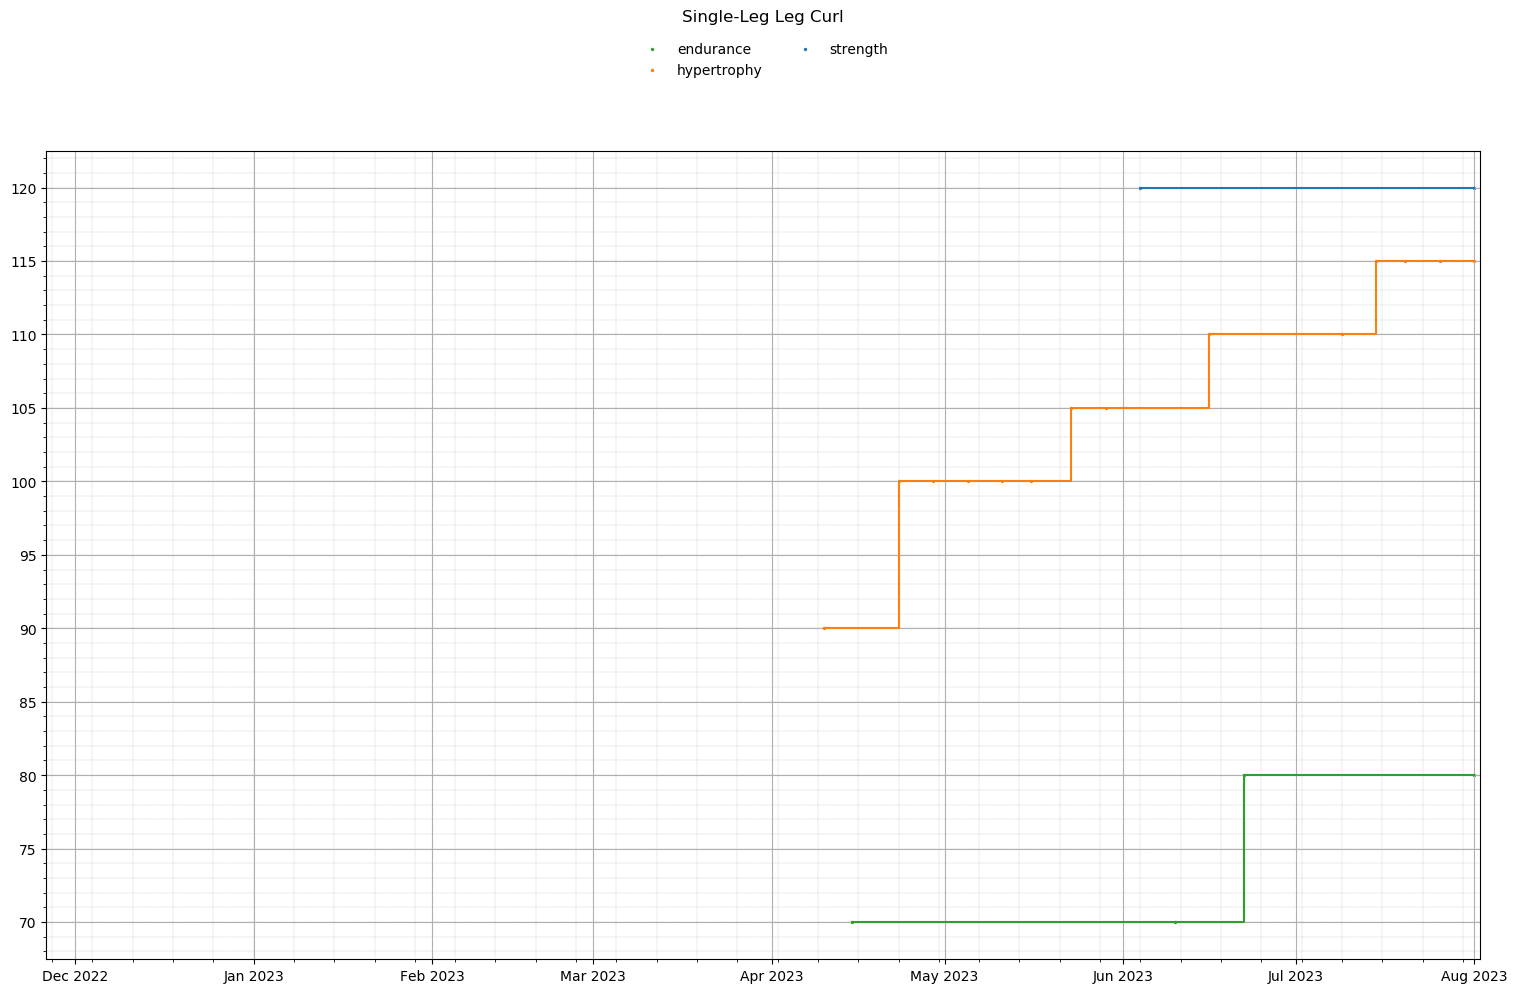 Single-Leg Leg Curl
endurance
strength
hypertrophy
120
115
110
105
100
95
90
85
80
75
70
Dec 2022
Jan 2023
Feb 2023
Mar 2023
Apr 2023
May 2023
Jun 2023
Jul 2023
Aug 2023